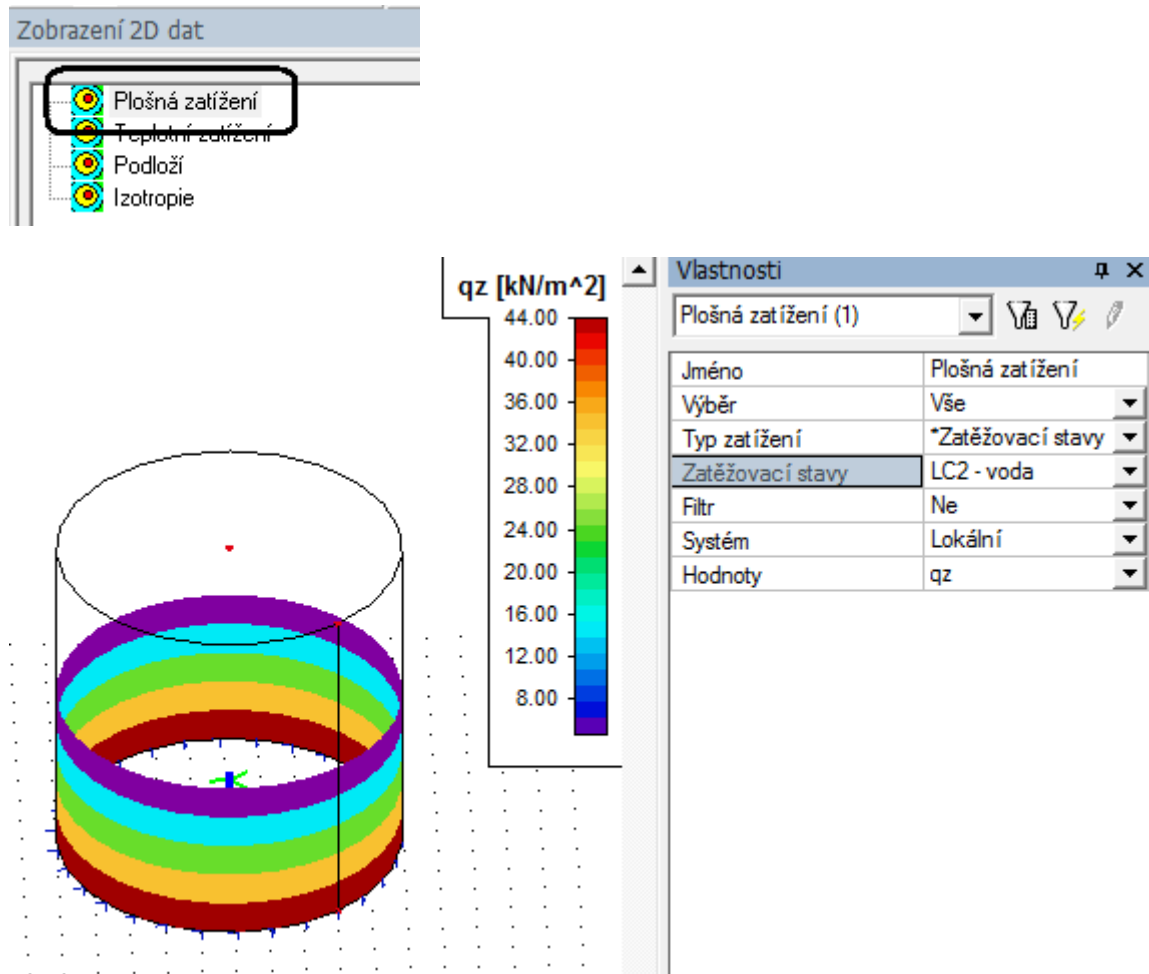 Zobrazení 2D dat
Plošná zatížení
Teplotní zatížení
Podloží
Izotropie
qz [kN/m^2]
44.00
40.00
36.00
32.00
28.00
24.00
20.00
16.00
12.00
8.00
Vlastnosti
Plošná zatížení (1)
Jméno Plošná zatížení
Výběr Vše
Typ zatížení *Zatěžovací stavy
Zatěžovací stavy LC2 - voda
Filtr Ne
Systém Lokální
Hodnoty qz